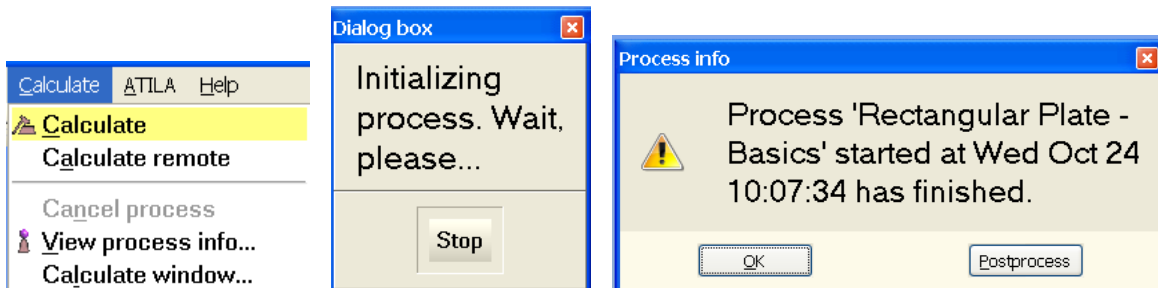 Calculate ATILA Help
Calculate
Calculate remote
Cancel process
View process info...
Calculate window...
Dialog box
Initializing
process. Wait,
please...
Stop
Process info
Process 'Rectangular Plate -
Basics' started at Wed Oct 24
10:07:34 has finished.
OK
Postprocess